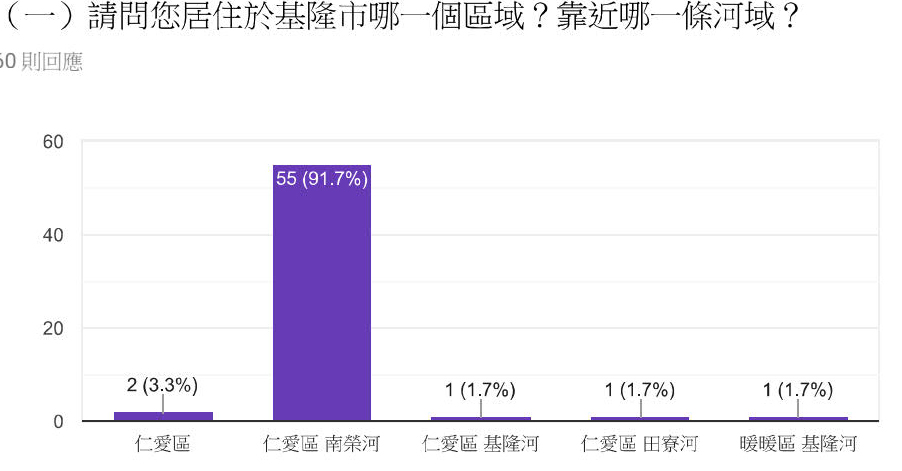 （一）請問您居住於基隆市哪一個區域？靠近哪一條河域？
60 則回應
60
55 (91.7%)
40
20
2 (3.3%)
1 (1.7%)
1 (1.7%)
1 (1.7%)
0
仁愛區
仁愛區 南榮河
仁愛區 基隆河
仁愛區 田寮河
暖暖區 基隆河